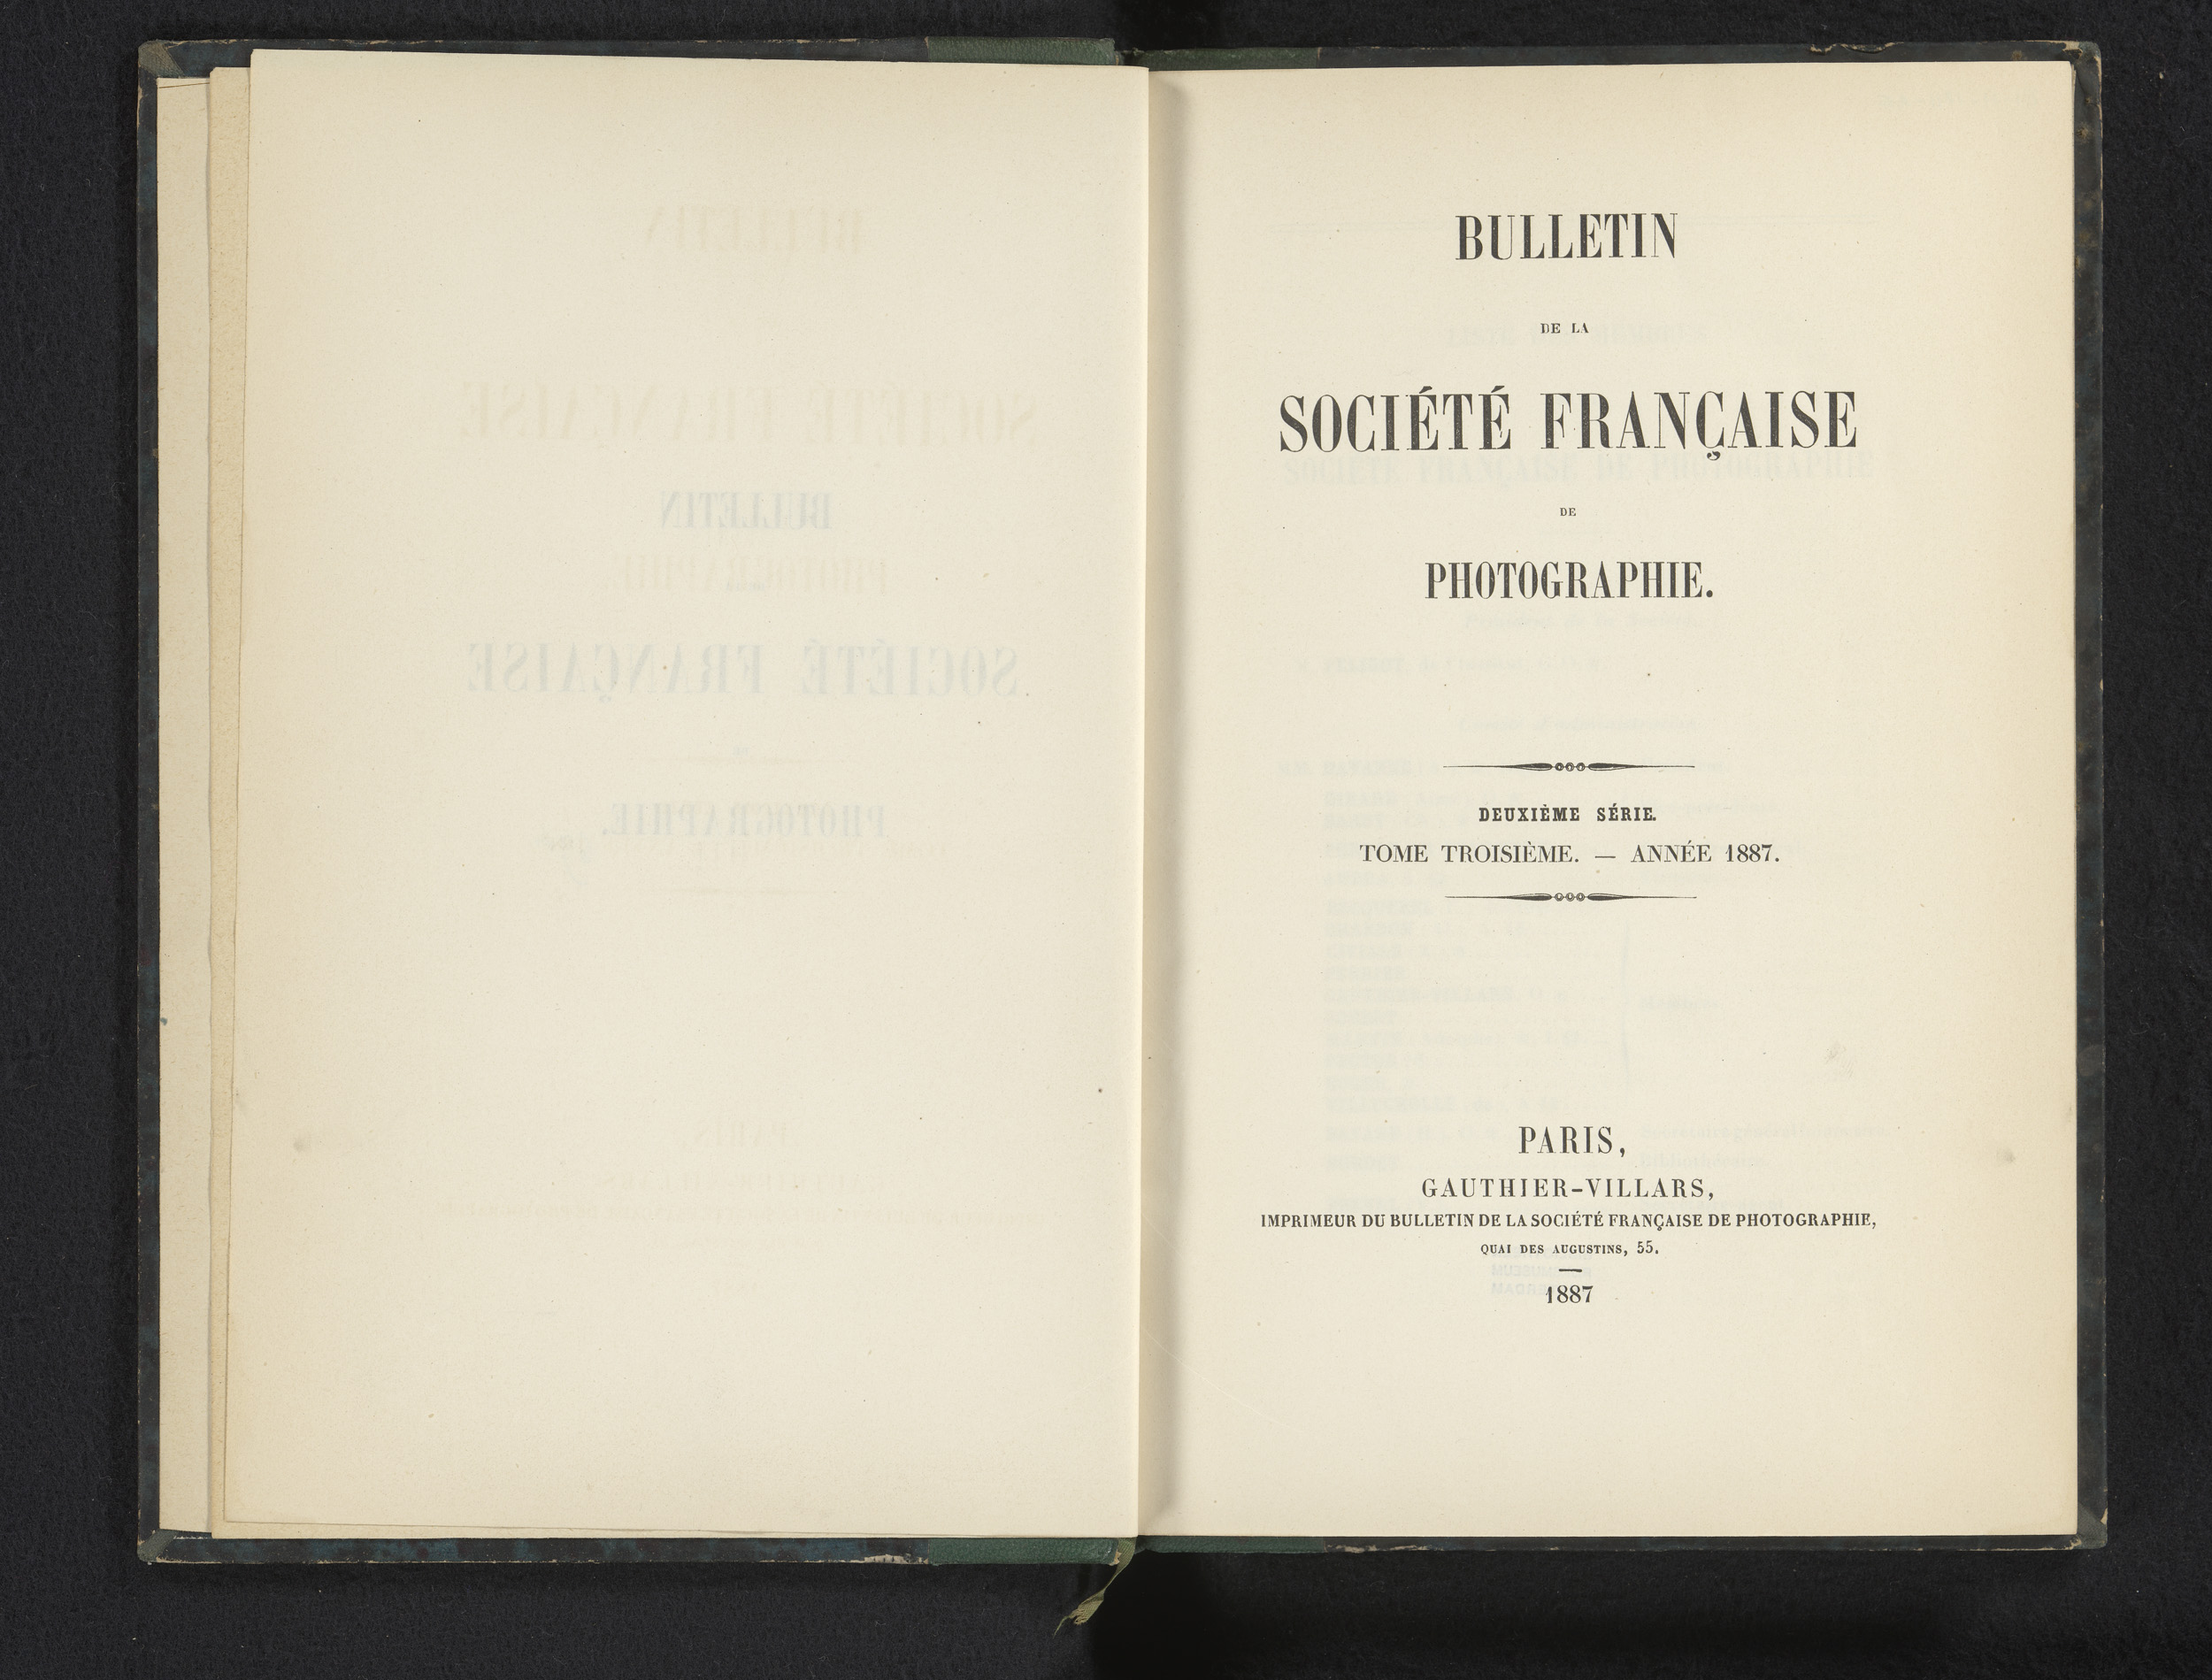 BULLETIN
DE LA
SOCIÉTÉ FRANÇAISE
DE
PHOTOGRAPHIE.
DEUXIÈME SÉRIE.
TOME TROISIÈME. — ANNÉE 1887.
PARIS,
GAUTHIER-VILLARS,
IMPRIMEUR DU BULLETIN DE LA SOCIÉTÉ FRANÇAISE DE PHOTOGRAPHIE,
QUAI DES AUGUSTINS, 55.
1887